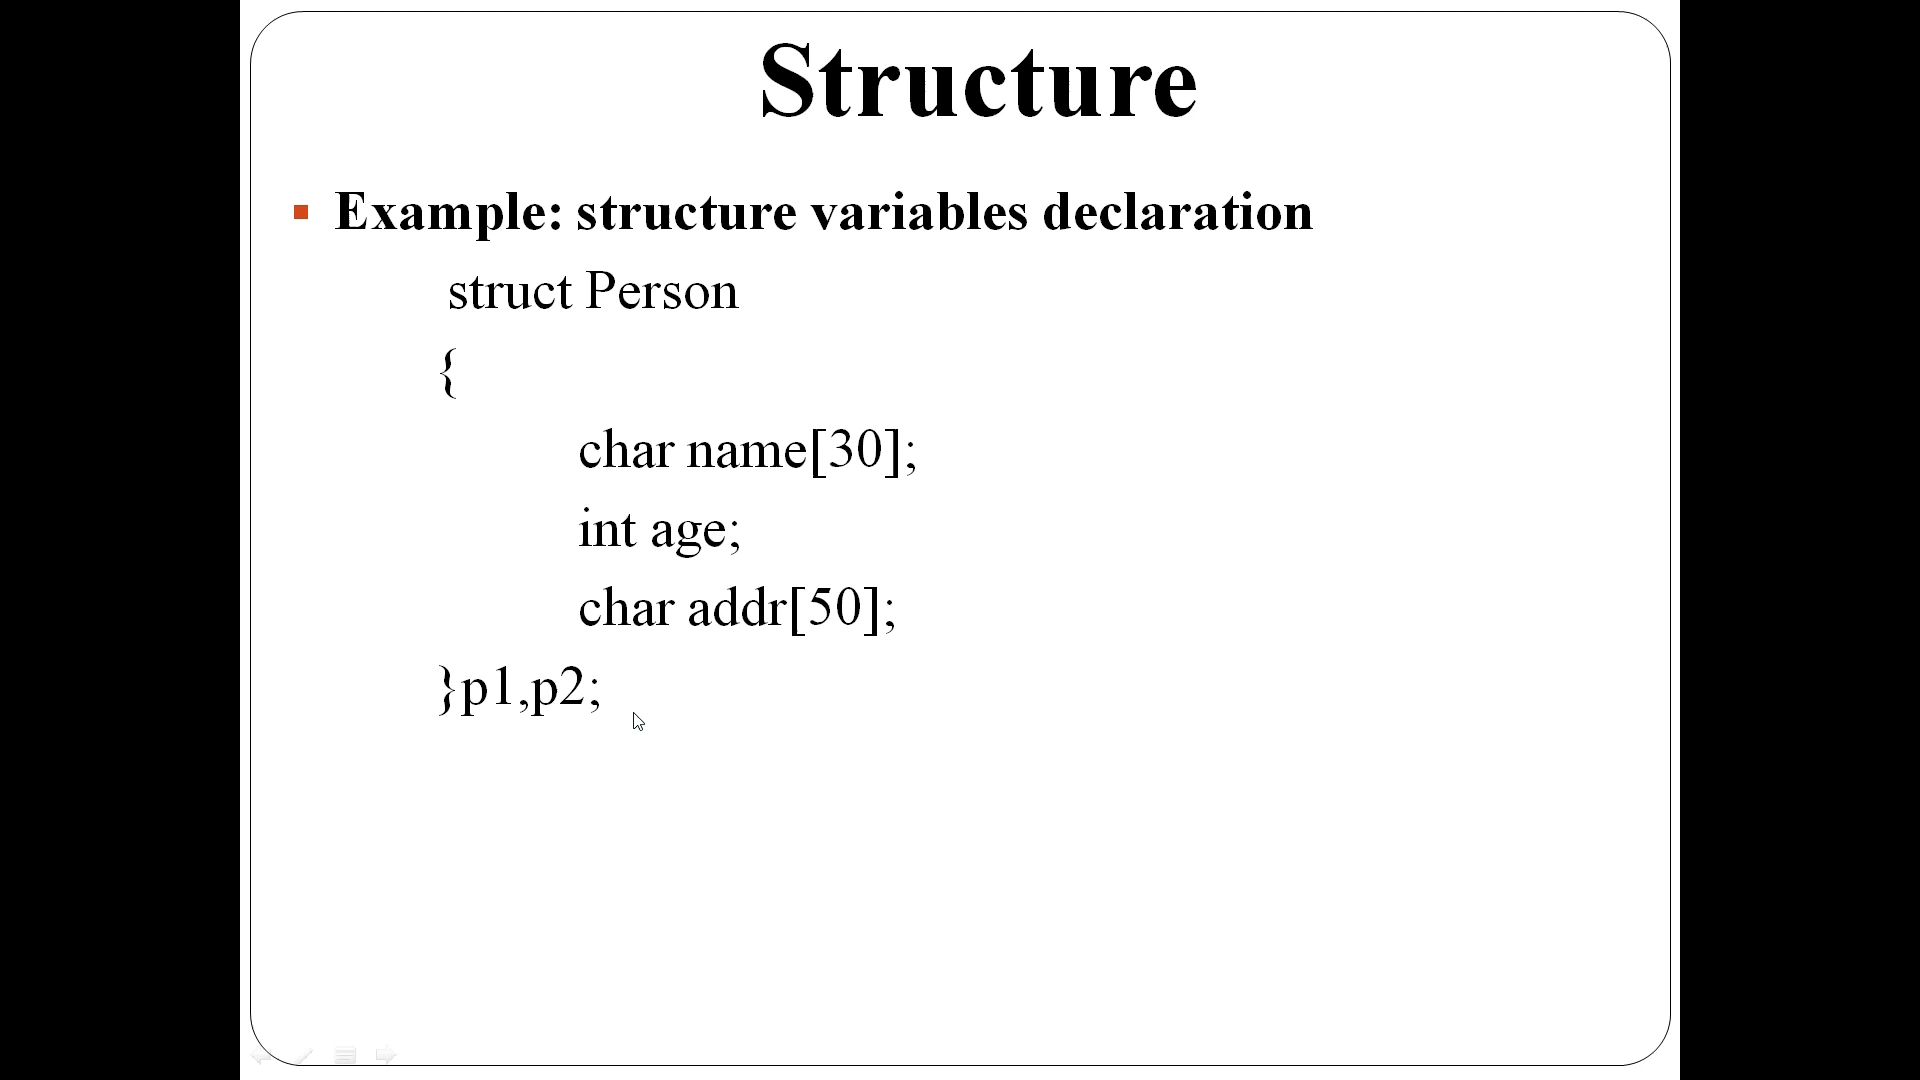 Structure
Example: structure variables declaration
struct Person
{
char name[30];
int age;
char addr[50];
}p1,p2;